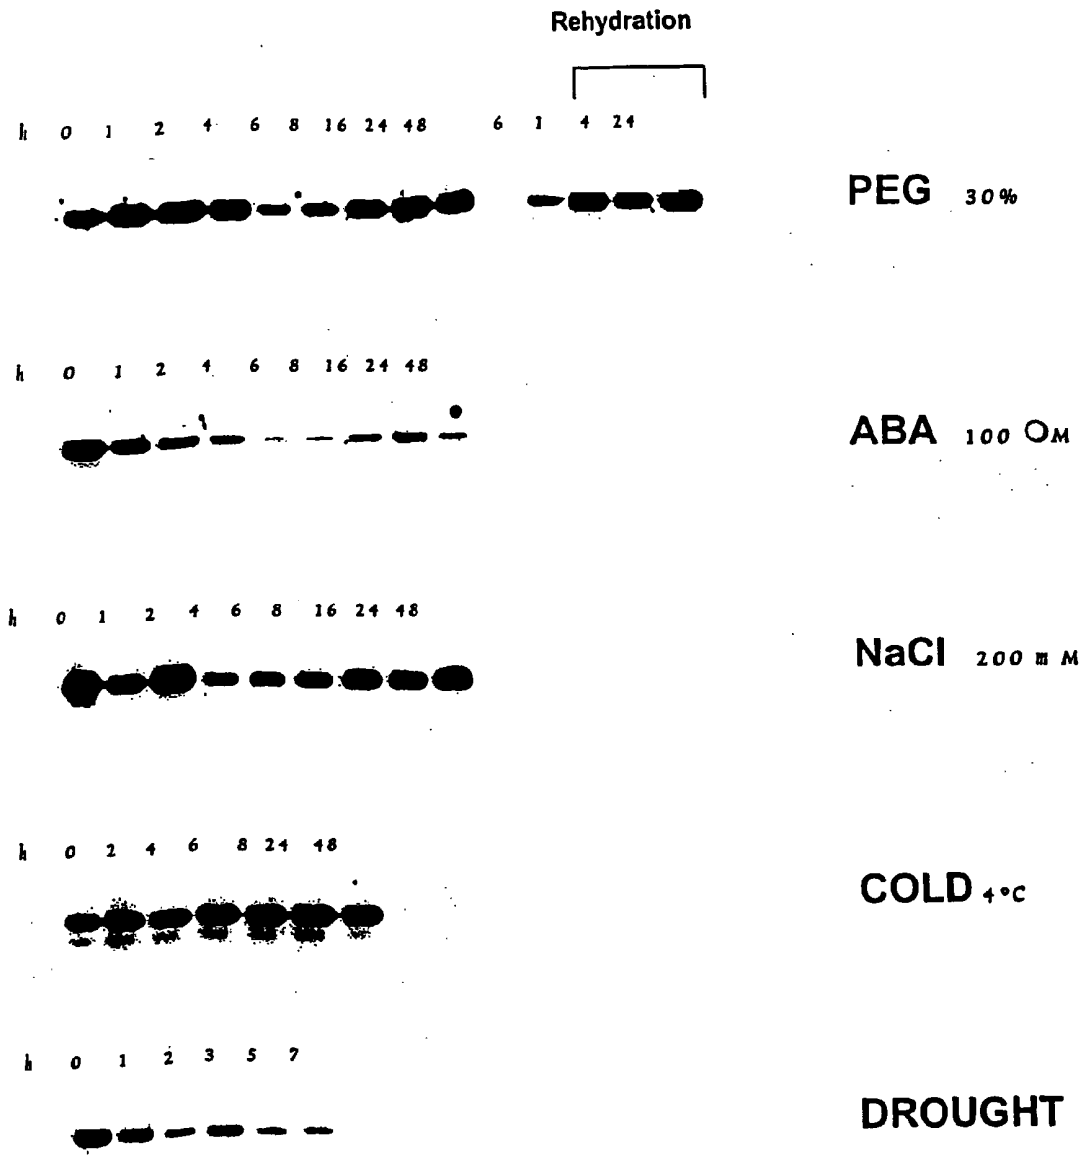 Rehydration
h 0 1 2 4 6 8 16 24 48 6 1 4 24
PEG 30%
h 0 1 2 4 6 8 16 24 48
ABA 100 OM
h 0 1 2 4 6 8 16 24 48
NaCl 200 m M
h 0 2 4 6 8 24 48
COLD 4°C
h 0 1 2 3 5 7
DROUGHT